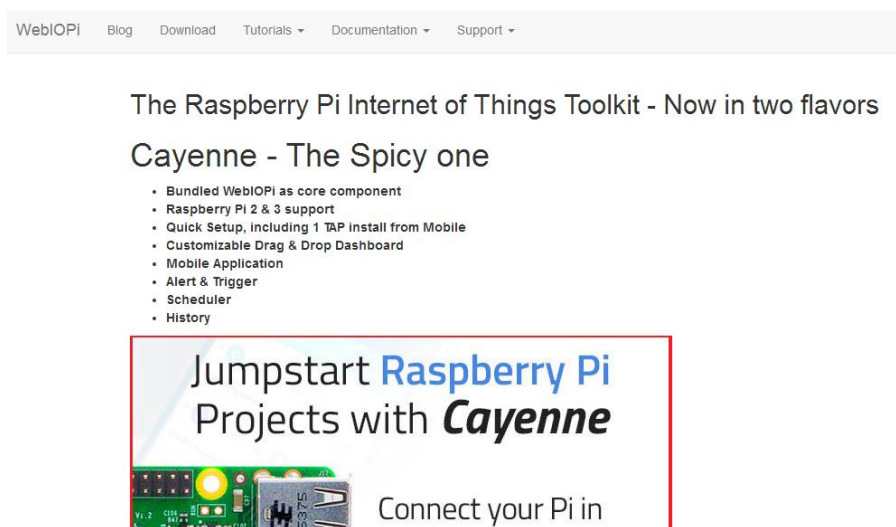 WebIOPi Blog Download Tutorials Documentation Support
The Raspberry Pi Internet of Things Toolkit - Now in two flavors
Cayenne - The Spicy one
Bundled WebIOPi as core component
Raspberry Pi 2 & 3 support
Quick Setup, including 1 TAP install from Mobile
Customizable Drag & Drop Dashboard
Mobile Application
Alert & Trigger
Scheduler
History
Jumpstart Raspberry Pi
Projects with Cayenne
Connect your Pi in